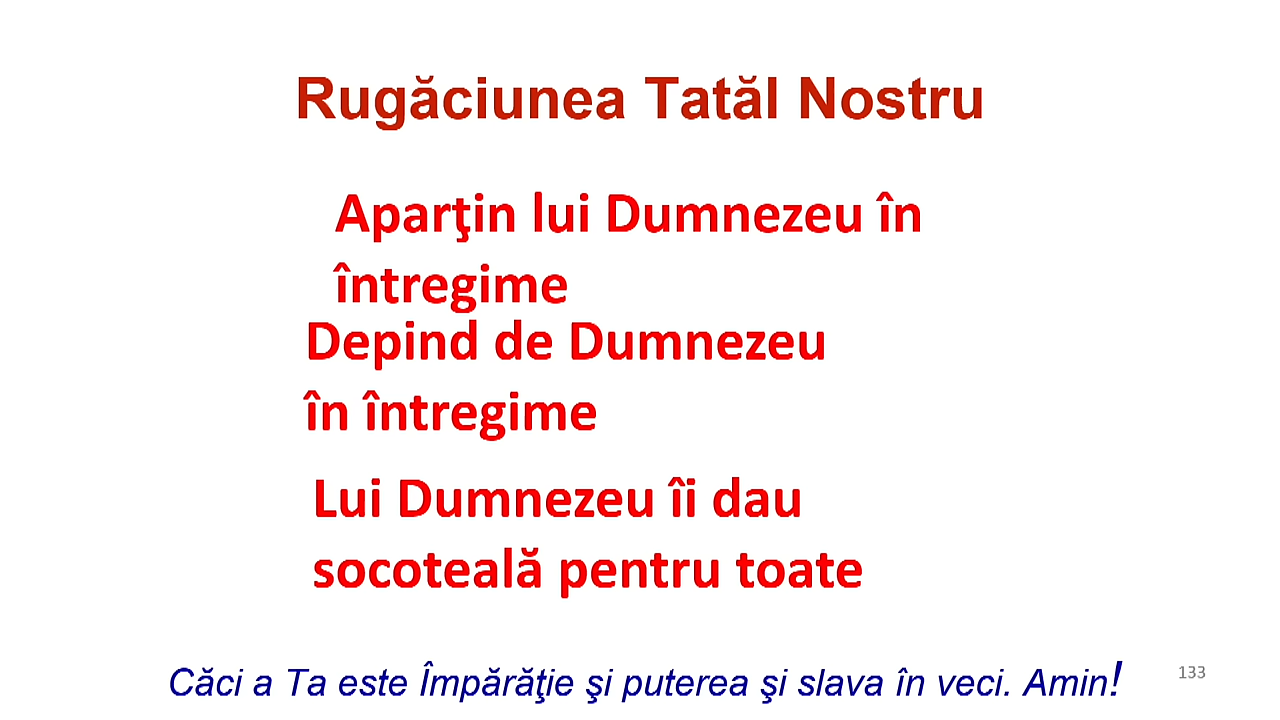 Rugăciunea Tatăl Nostru
Aparţin lui Dumnezeu în
întregime
Depind de Dumnezeu
în întregime
Lui Dumnezeu îi dau
socoteală pentru toate
Căci a Ta este Împărăţie şi puterea şi slava în veci. Amin!
133